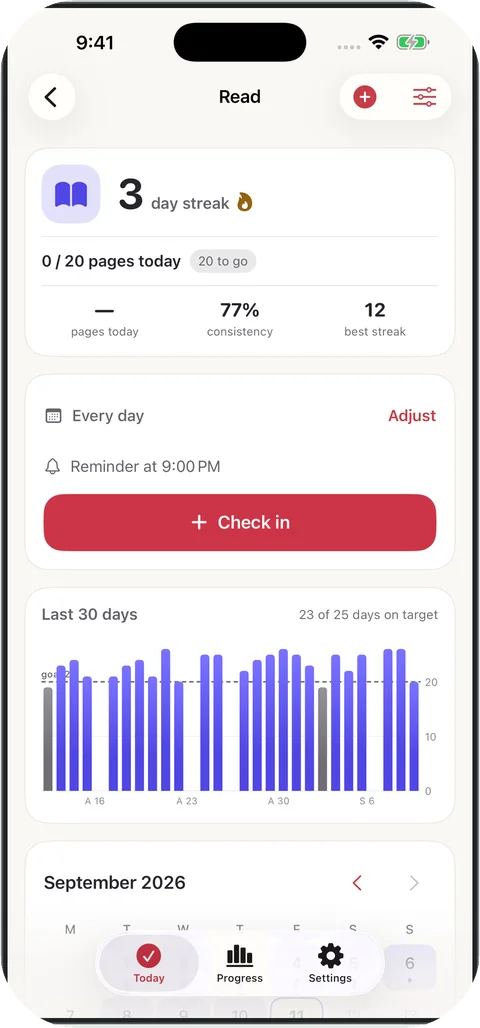 9:41
Read
3 day streak
0 / 20 pages today 20 to go
— 77% 12
pages today consistency best streak
Every day Adjust
Reminder at 9:00 PM
+ Check in
Last 30 days 23 of 25 days on target
20
10
0
A 16 A 23 A 30 S 6
September 2026
M T W T F S S
4 6
Today Progress Settings
7 8 9 10 11 13